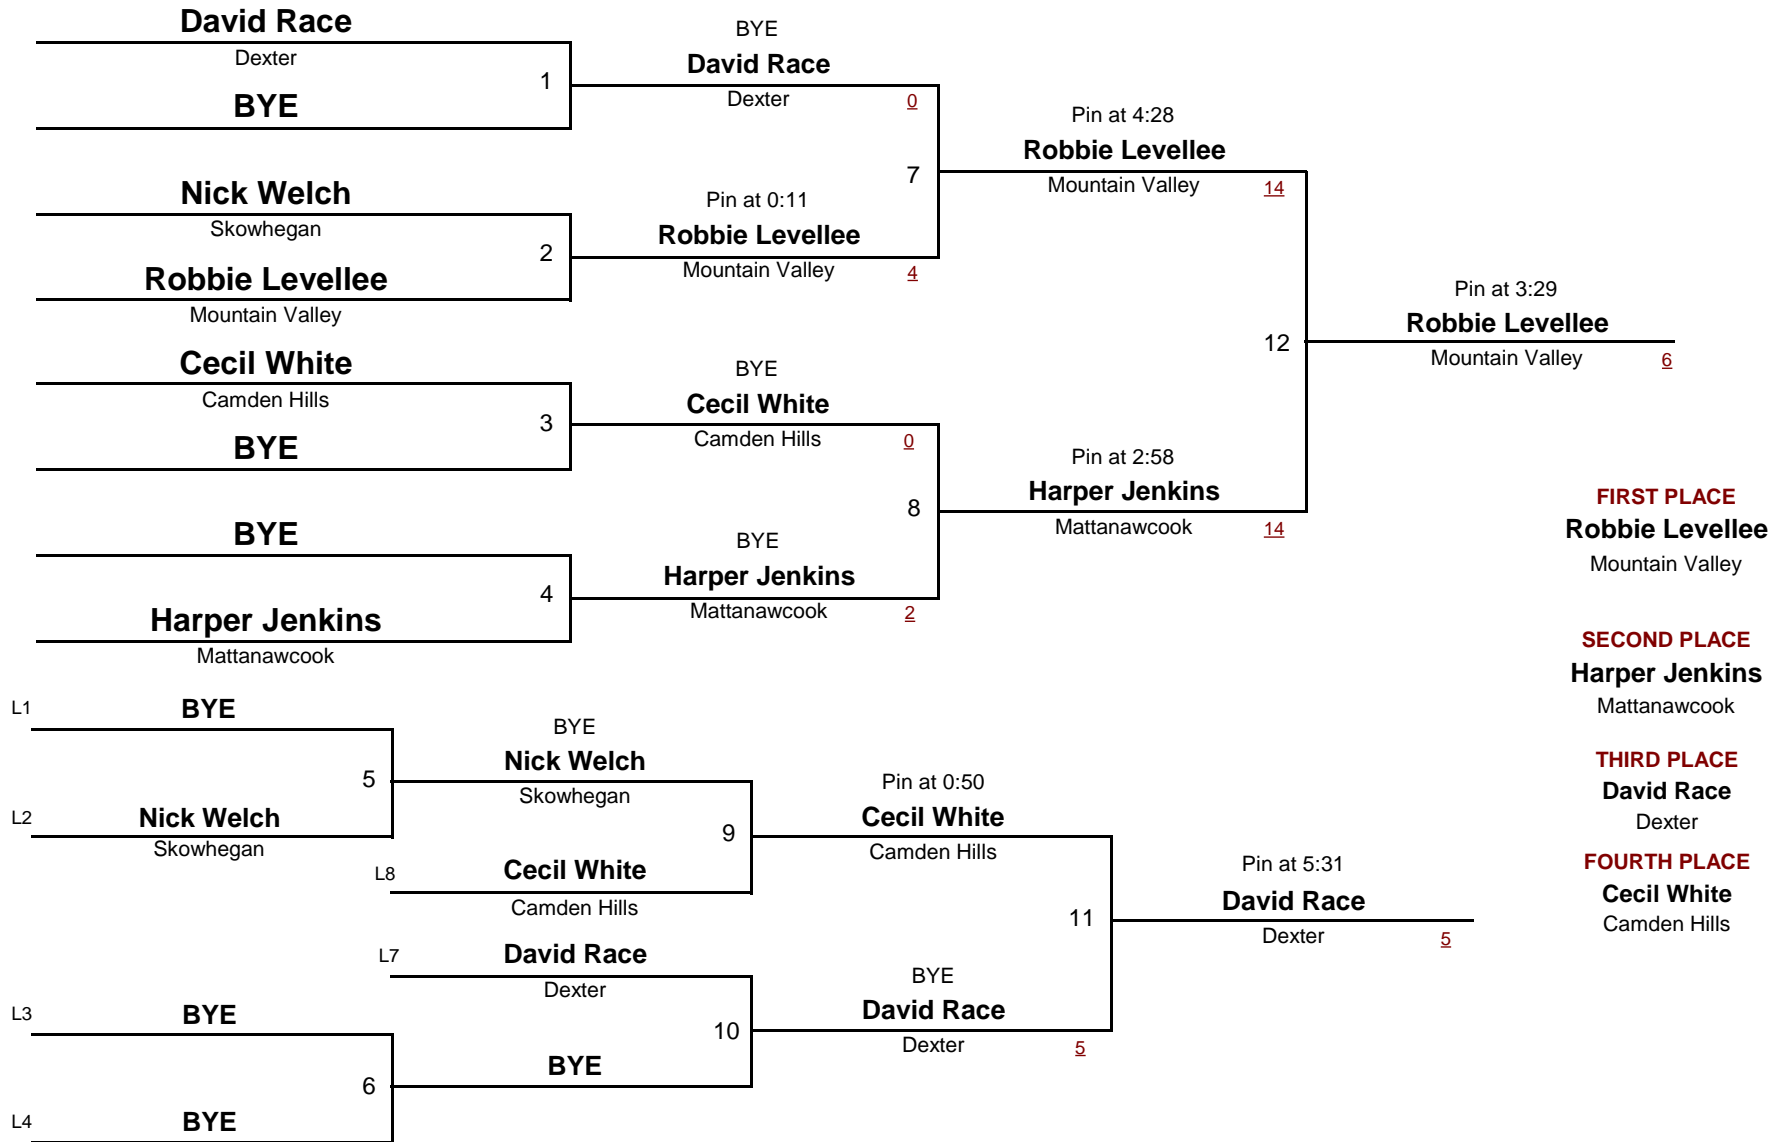 David Race
Dexter
1
BYE
Nick Welch
Skowhegan
2
Robbie Levellee
Mountain Valley
Cecil White
Camden Hills
3
BYE
BYE
4
Harper Jenkins
Mattanawcook
BYE
David Race
Dexter
0
7
Pin at 0:11
Robbie Levellee
Mountain Valley
4
BYE
Cecil White
Camden Hills
0
8
BYE
Harper Jenkins
Mattanawcook
2
Pin at 4:28
Robbie Levellee
Mountain Valley
14
12
Pin at 2:58
Harper Jenkins
Mattanawcook
14
Pin at 3:29
Robbie Levellee
Mountain Valley
6
FIRST PLACE
Robbie Levellee
Mountain Valley
SECOND PLACE
Harper Jenkins
Mattanawcook
THIRD PLACE
David Race
Dexter
FOURTH PLACE
Cecil White
Camden Hills
L1
BYE
5
L2
Nick Welch
Skowhegan
BYE
Nick Welch
Skowhegan
9
L8
Cecil White
Camden Hills
L7
David Race
Dexter
10
BYE
L3
BYE
6
L4
BYE
Pin at 0:50
Cecil White
Camden Hills
11
BYE
David Race
Dexter
5
Pin at 5:31
David Race
Dexter
5